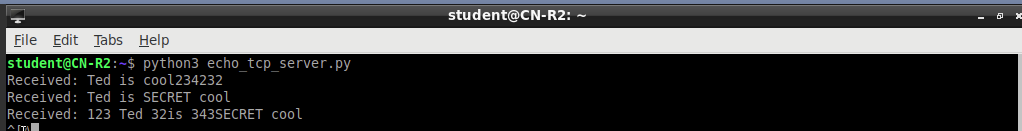 student@CN-R2: ~
File Edit Tabs Help
student@CN-R2:~$ python3 echo_tcp_server.py
Received: Ted is cool234232
Received: Ted is SECRET cool
Received: 123 Ted 32is 343SECRET cool